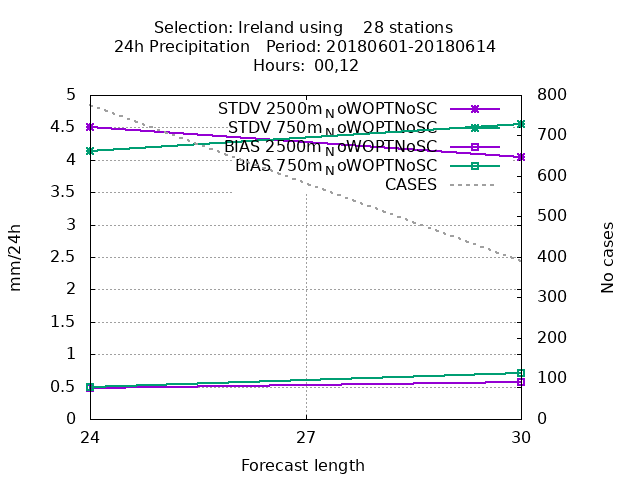 Selection: Ireland using    28 stations
24h Precipitation   Period: 20180601-20180614
Hours: 00,12
STDV 2500m_NoWOPTNoSC
STDV 750m_NoWOPTNoSC
BIAS 2500m_NoWOPTNoSC
BIAS 750m_NoWOPTNoSC
CASES
5
4.5
4
3.5
3
2.5
2
1.5
1
0.5
0
mm/24h
800
700
600
500
400
300
200
100
0
No cases
24 27 30
Forecast length